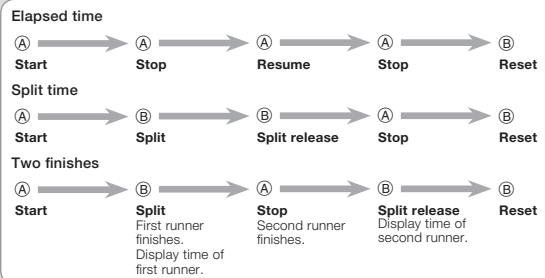 Elapsed time
Ⓐ Ⓐ Ⓐ Ⓐ Ⓑ
Start Stop Resume Stop Reset
Split time
Ⓐ Ⓑ Ⓑ Ⓐ Ⓑ
Start Split Split release Stop Reset
Two finishes
Ⓐ Ⓑ Ⓐ Ⓑ Ⓑ
Start Split Stop Split release Reset
First runner
finishes.
Display time of
first runner.
Second runner
finishes.
Display time of
second runner.